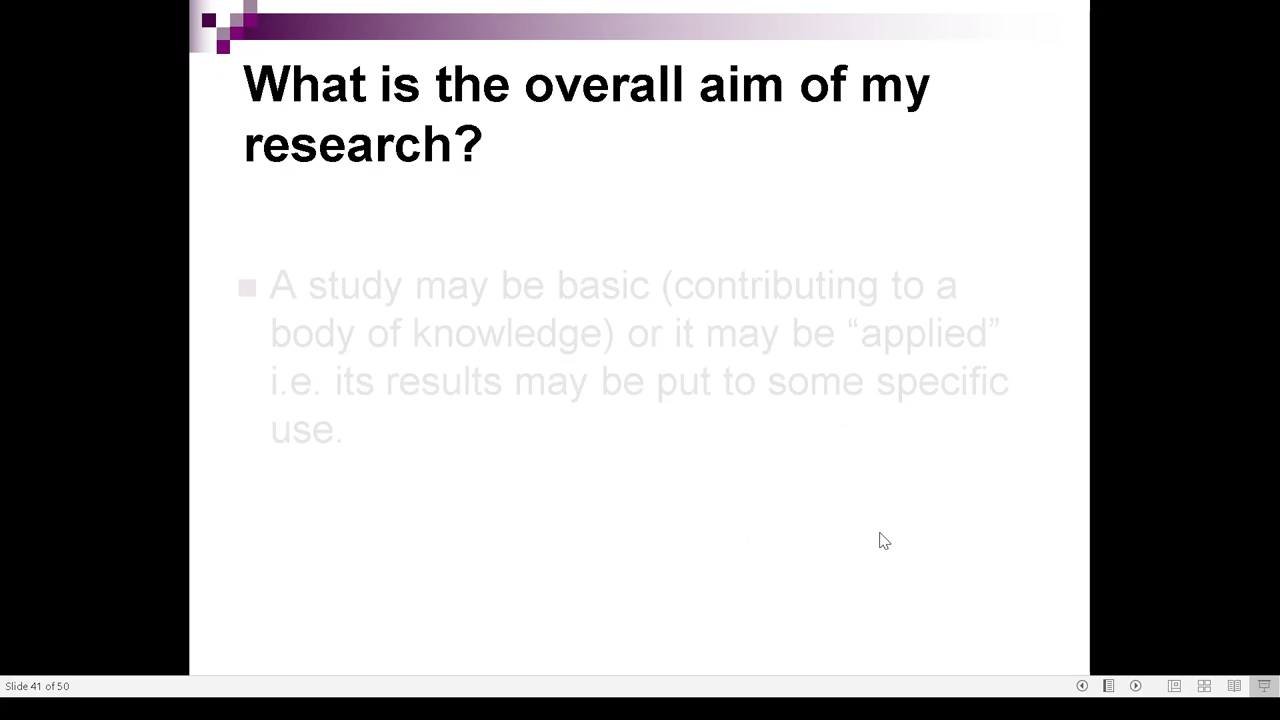 What is the overall aim of my
research?
■ A study may be basic (contributing to a
body of knowledge) or it may be “applied”
i.e. its results may be put to some specific
use.
Slide 41 of 50